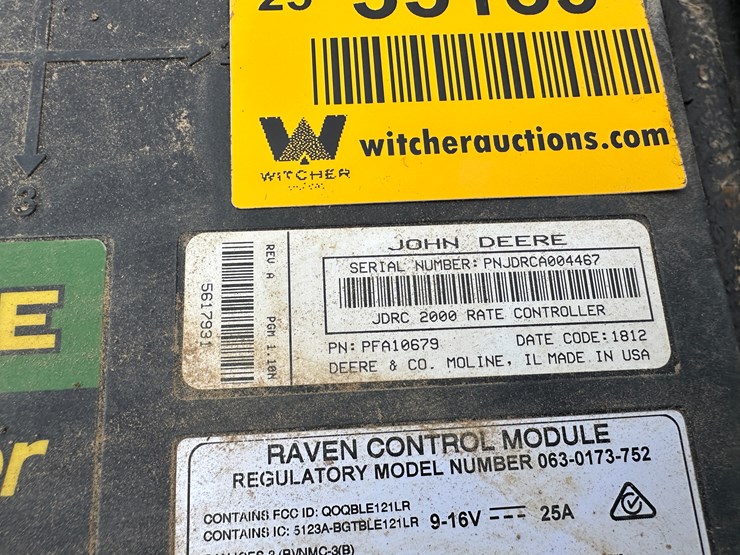 witcherauctions.com
WITCHER
3
JOHN DEERE
SERIAL NUMBER: PNJDRCA004467
JDRC 2000 RATE CONTROLLER
PN: PFA10679 DATE CODE: 1812
DEERE & CO. MOLINE, IL MADE IN USA
REV A PGM 1.10N
5617931
E
or
RAVEN CONTROL MODULE
REGULATORY MODEL NUMBER 063-0173-752
CONTAINS FCC ID: QOQBLE121LR
CONTAINS IC: 5123A-BGTBLE121LR 9-16V 25A